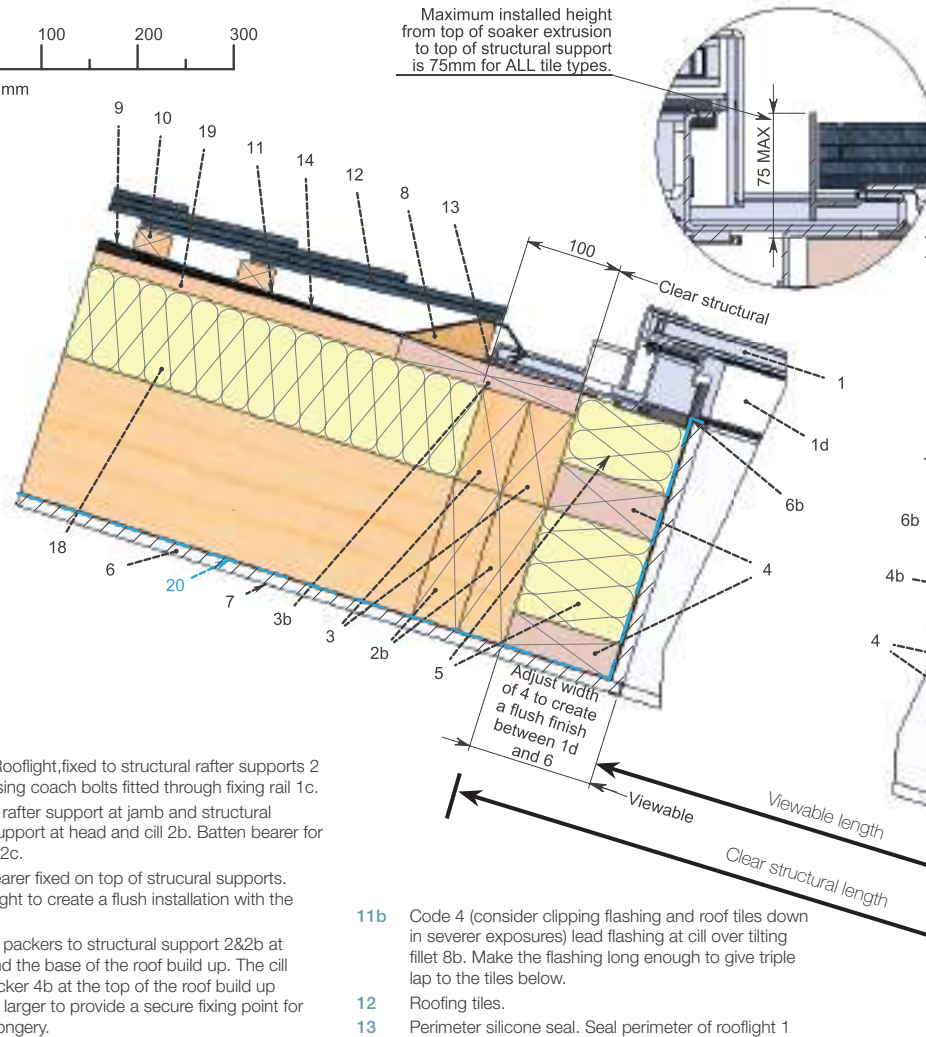 100
200
300
mm
Maximum installed height
from top of soaker extrusion
to top of structural support
is 75mm for ALL tile types.
75 MAX
9
10
19
11
14
12
8
13
100
Clear structural
1
1d
6b
6b
4b
4
4
18
6
20
7
3b
3
2b
5
Adjust width
of 4 to create
a flush finish
between 1d
and 6
Viewable
Viewable length
Clear structural length
Rooflight,fixed to structural rafter supports 2
sing coach bolts fitted through fixing rail 1c.
rafter support at jamb and structural
upport at head and cill 2b. Batten bearer for
2c.
earer fixed on top of strucural supports.
ght to create a flush installation with the
packers to structural support 2&2b at
nd the base of the roof build up. The cill
cker 4b at the top of the roof build up
larger to provide a secure fixing point for
ongery.
11b Code 4 (consider clipping flashing and roof tiles down
in severer exposures) lead flashing at cill over tilting
fillet 8b. Make the flashing long enough to give triple
lap to the tiles below.
12 Roofing tiles.
13 Perimeter silicone seal. Seal perimeter of rooflight 1